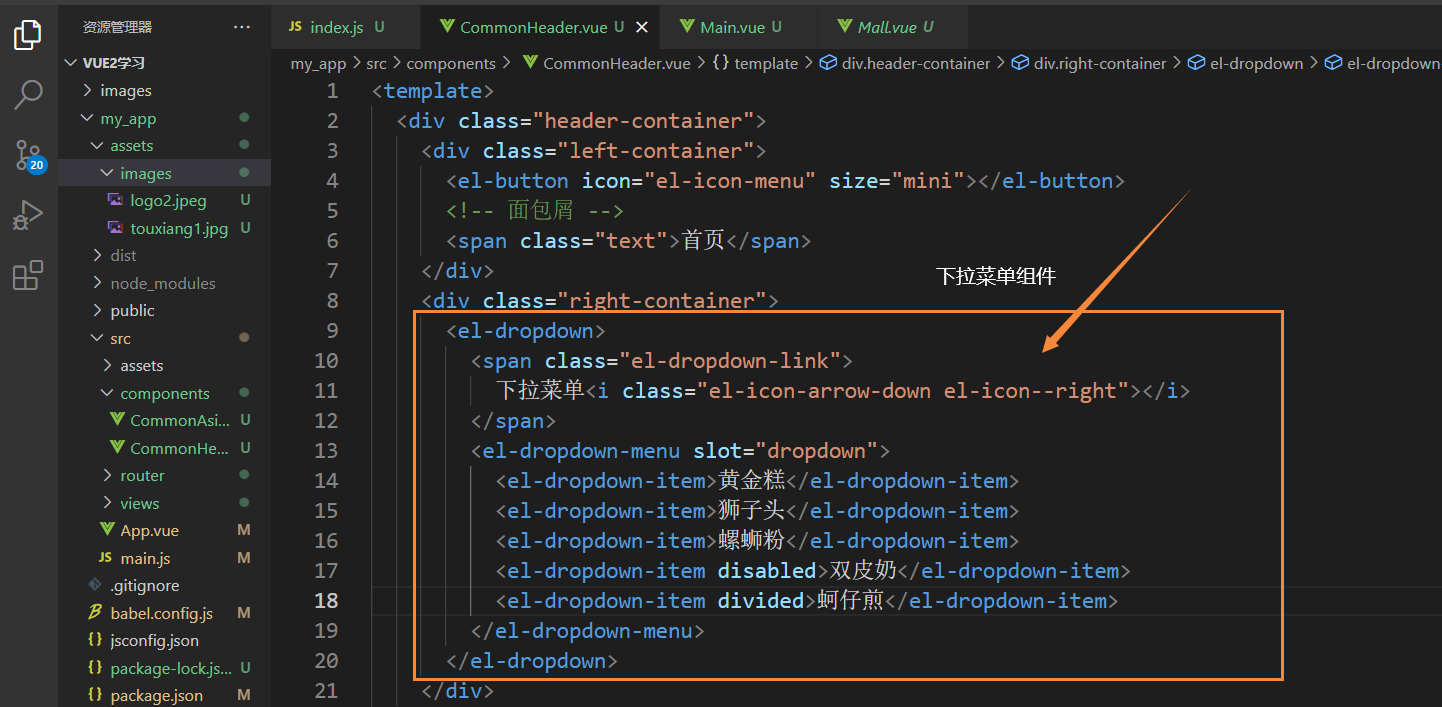 资源管理器 ...
VUE2学习
images
my_app
assets
images
logo2.jpeg U
touxiang1.jpg U
dist
node_modules
public
src
assets
components
CommonAsi... U
CommonHe... U
router
views
App.vue M
JS main.js M
.gitignore
babel.config.js M
{} jsconfig.json
{} package-lock.js... U
{} package.json M
20
JS index.js U
CommonHeader.vue U
Main.vue U
Mall.vue U
my_app > src > components > CommonHeader.vue > {} template > div.header-container > div.right-container > el-dropdown > el-dropdown
1 <template>
2 <div class="header-container">
3 <div class="left-container">
4 <el-button icon="el-icon-menu" size="mini"></el-button>
5 <!-- 面包屑 -->
6 <span class="text">首页</span>
7 </div>
下拉菜单组件
8 <div class="right-container">
9 <el-dropdown>
10 <span class="el-dropdown-link">
11 下拉菜单<i class="el-icon-arrow-down el-icon--right"></i>
12 </span>
13 <el-dropdown-menu slot="dropdown">
14 <el-dropdown-item>黄金糕</el-dropdown-item>
15 <el-dropdown-item>狮子头</el-dropdown-item>
16 <el-dropdown-item>螺蛳粉</el-dropdown-item>
17 <el-dropdown-item disabled>双皮奶</el-dropdown-item>
18 <el-dropdown-item divided>蚵仔煎</el-dropdown-item>
19 </el-dropdown-menu>
20 </el-dropdown>
21 </div>